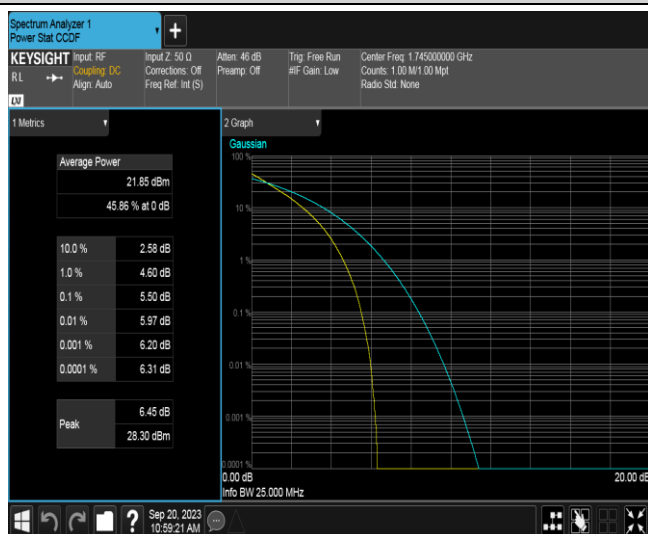 Spectrum Analyzer 1
Power Stat CCDF
+
KEYSIGHT
R L
LXI
Input: RF
Coupling: DC
Align: Auto
Input Z: 50 Ω
Corrections: Off
Freq Ref: Int (S)
Atten: 46 dB
Preamp: Off
Trig: Free Run
#IF Gain: Low
Center Freq: 1.745000000 GHz
Counts: 1.00 M/1.00 Mpt
Radio Std: None
1 Metrics
Average Power
21.85 dBm
45.86 % at 0 dB
10.0 % 2.58 dB
1.0 % 4.60 dB
0.1 % 5.50 dB
0.01 % 5.97 dB
0.001 % 6.20 dB
0.0001 % 6.31 dB
Peak
6.45 dB
28.30 dBm
2 Graph
Gaussian
100 %
10 %
1 %
0.1 %
0.01 %
0.001 %
0.0001 %
0.00 dB
20.00 dB
Info BW 25.000 MHz
?
Sep 20, 2023
10:59:21 AM